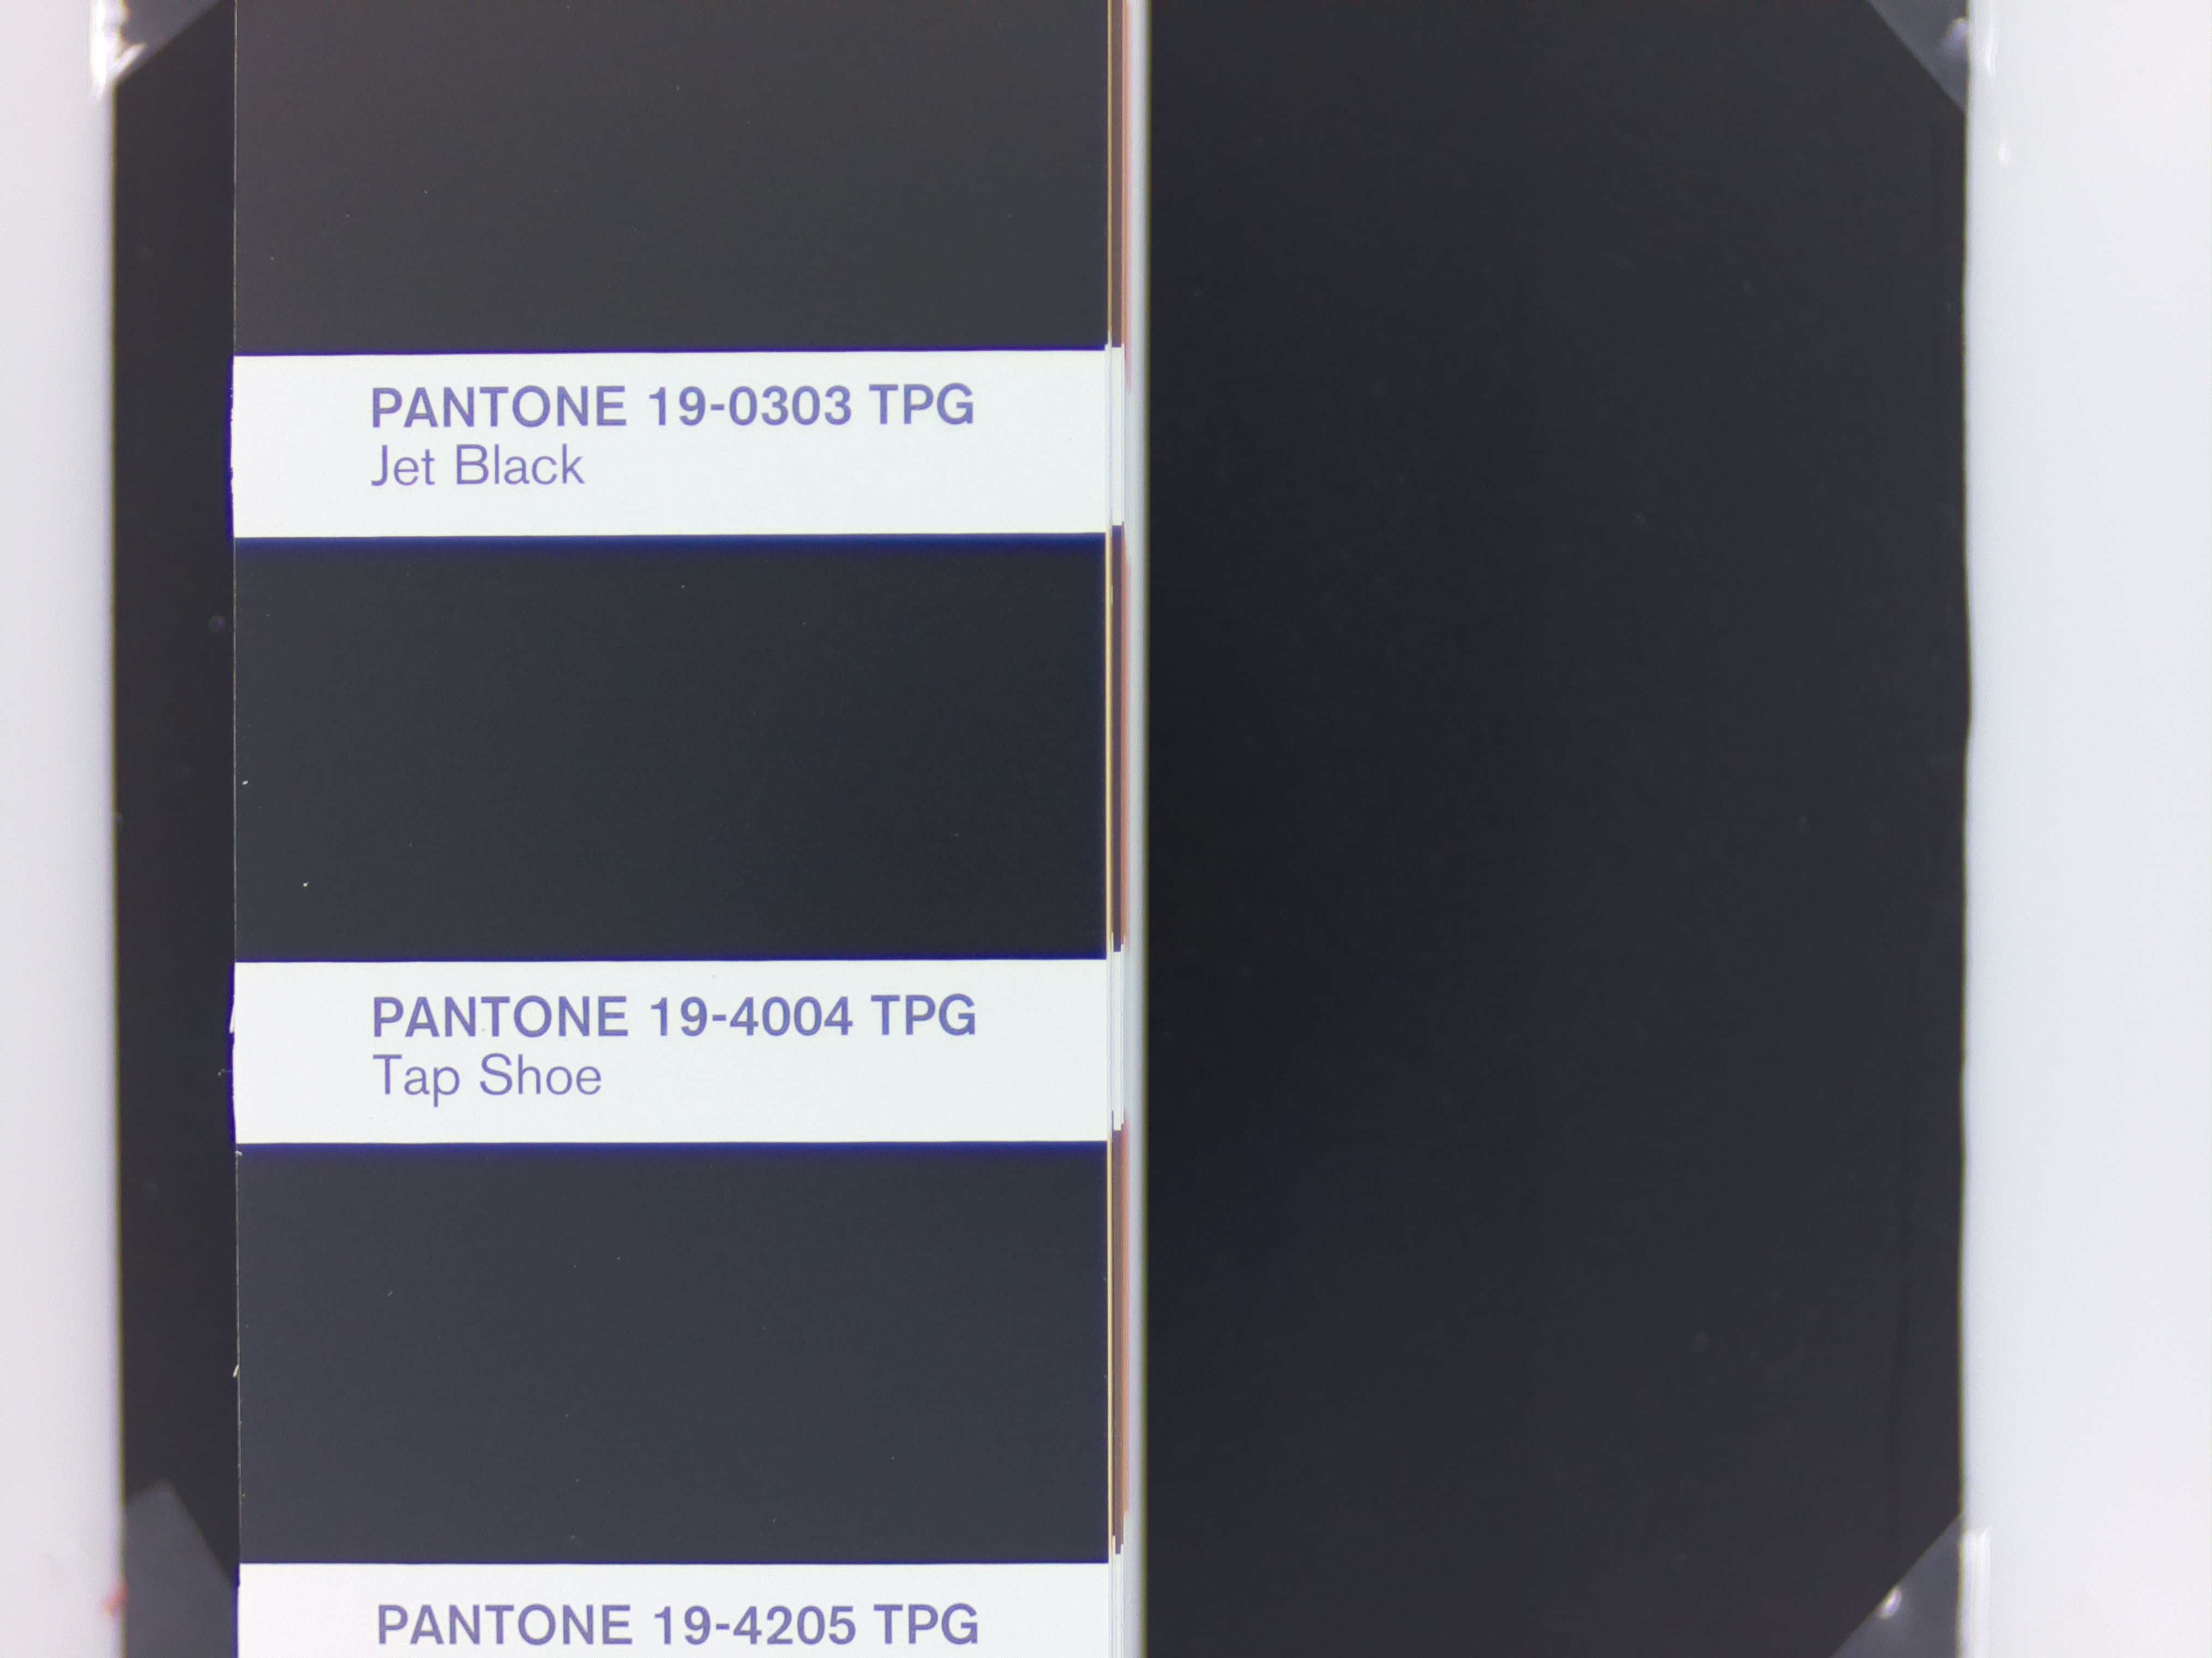 PANTONE 19-0303 TPG
Jet Black
PANTONE 19-4004 TPG
Tap Shoe
PANTONE 19-4205 TPG